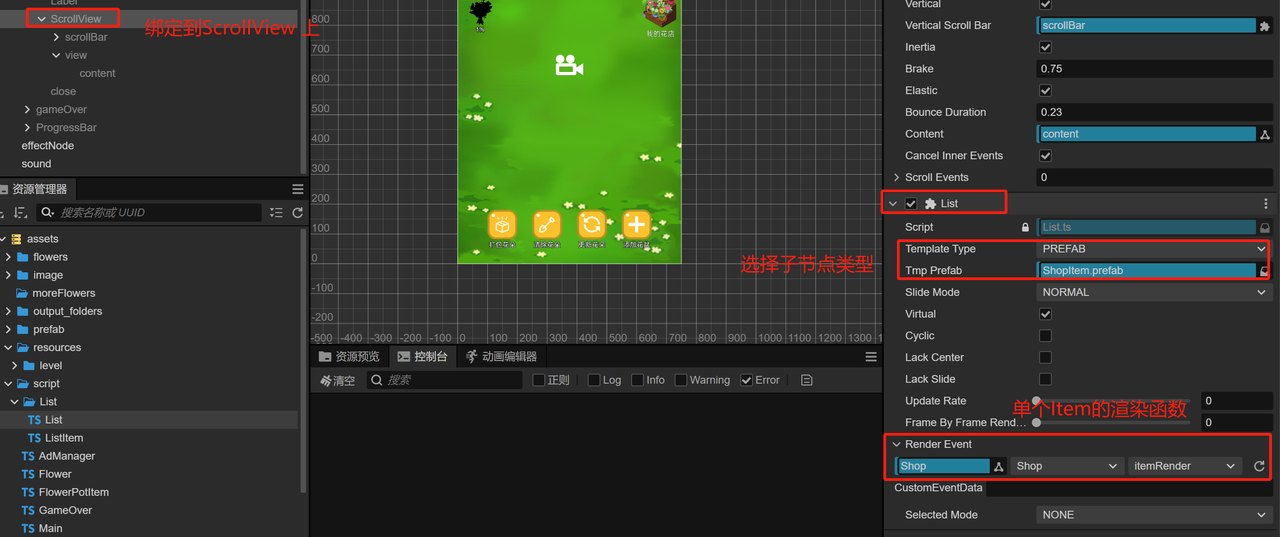 Label
ScrollView
绑定到ScrollView 上
scrollBar
view
content
close
gameOver
ProgressBar
effectNode
sound
资源管理器
搜索名称或 UUID
assets
flowers
image
moreFlowers
output_folders
prefab
resources
level
script
List
TS List
TS ListItem
TS AdManager
TS Flower
TS FlowerPotItem
TS GameOver
TS Main
800
700
600
500
400
300
200
100
0
-100
-200
-500 -400 -300 -200 -100 0 100 200 300 400 500 600 700 800 900 1000 1100 1200 1300
1%
我的花店
打烂花朵
清除花朵
更新花朵
添加花盆
选择子节点类型
资源预览
控制台
动画编辑器
清空
搜索
正则
Log
Info
Warning
Error
Vertical
Vertical Scroll Bar scrollBar
Inertia
Brake 0.75
Elastic
Bounce Duration 0.23
Content content
Cancel Inner Events
Scroll Events 0
List
Script List.ts
Template Type PREFAB
Tmp Prefab ShopItem.prefab
Slide Mode NORMAL
Virtual
Cyclic
Lack Center
Lack Slide
Update Rate 0
单个Item的渲染函数
Frame By Frame Rend... 0
Render Event
Shop Shop itemRender
CustomEventData
Selected Mode NONE